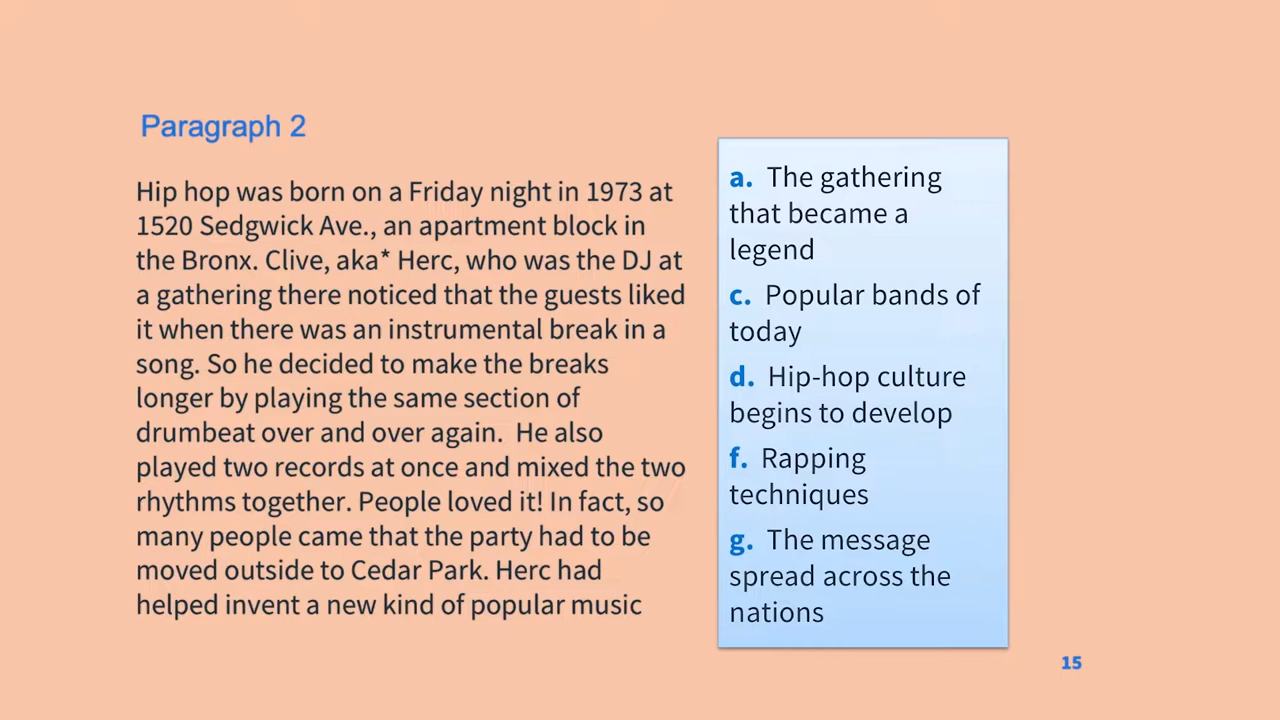 Paragraph 2
Hip hop was born on a Friday night in 1973 at
1520 Sedgwick Ave., an apartment block in
the Bronx. Clive, aka* Herc, who was the DJ at
a gathering there noticed that the guests liked
it when there was an instrumental break in a
song. So he decided to make the breaks
longer by playing the same section of
drumbeat over and over again.  He also
played two records at once and mixed the two
rhythms together. People loved it! In fact, so
many people came that the party had to be
moved outside to Cedar Park. Herc had
helped invent a new kind of popular music
a. The gathering
that became a
legend
c. Popular bands of
today
d. Hip-hop culture
begins to develop
f. Rapping
techniques
g. The message
spread across the
nations
15